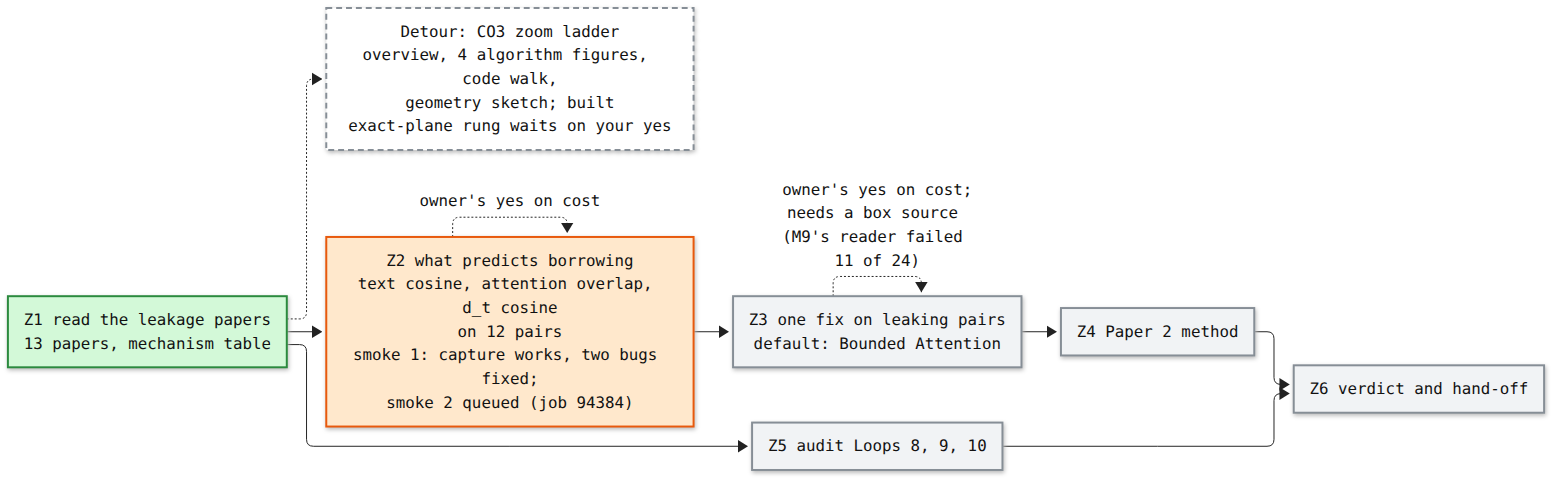 Detour: CO3 zoom ladder
overview, 4 algorithm figures,
code walk,
geometry sketch; built
exact-plane rung waits on your yes
owner's yes on cost
owner's yes on cost;
needs a box source
(M9's reader failed
11 of 24)
Z1 read the leakage papers
13 papers, mechanism table
Z2 what predicts borrowing
text cosine, attention overlap,
d_t cosine
on 12 pairs
smoke 1: capture works, two bugs
fixed;
smoke 2 queued (job 94384)
Z3 one fix on leaking pairs
default: Bounded Attention
Z4 Paper 2 method
Z5 audit Loops 8, 9, 10
Z6 verdict and hand-off